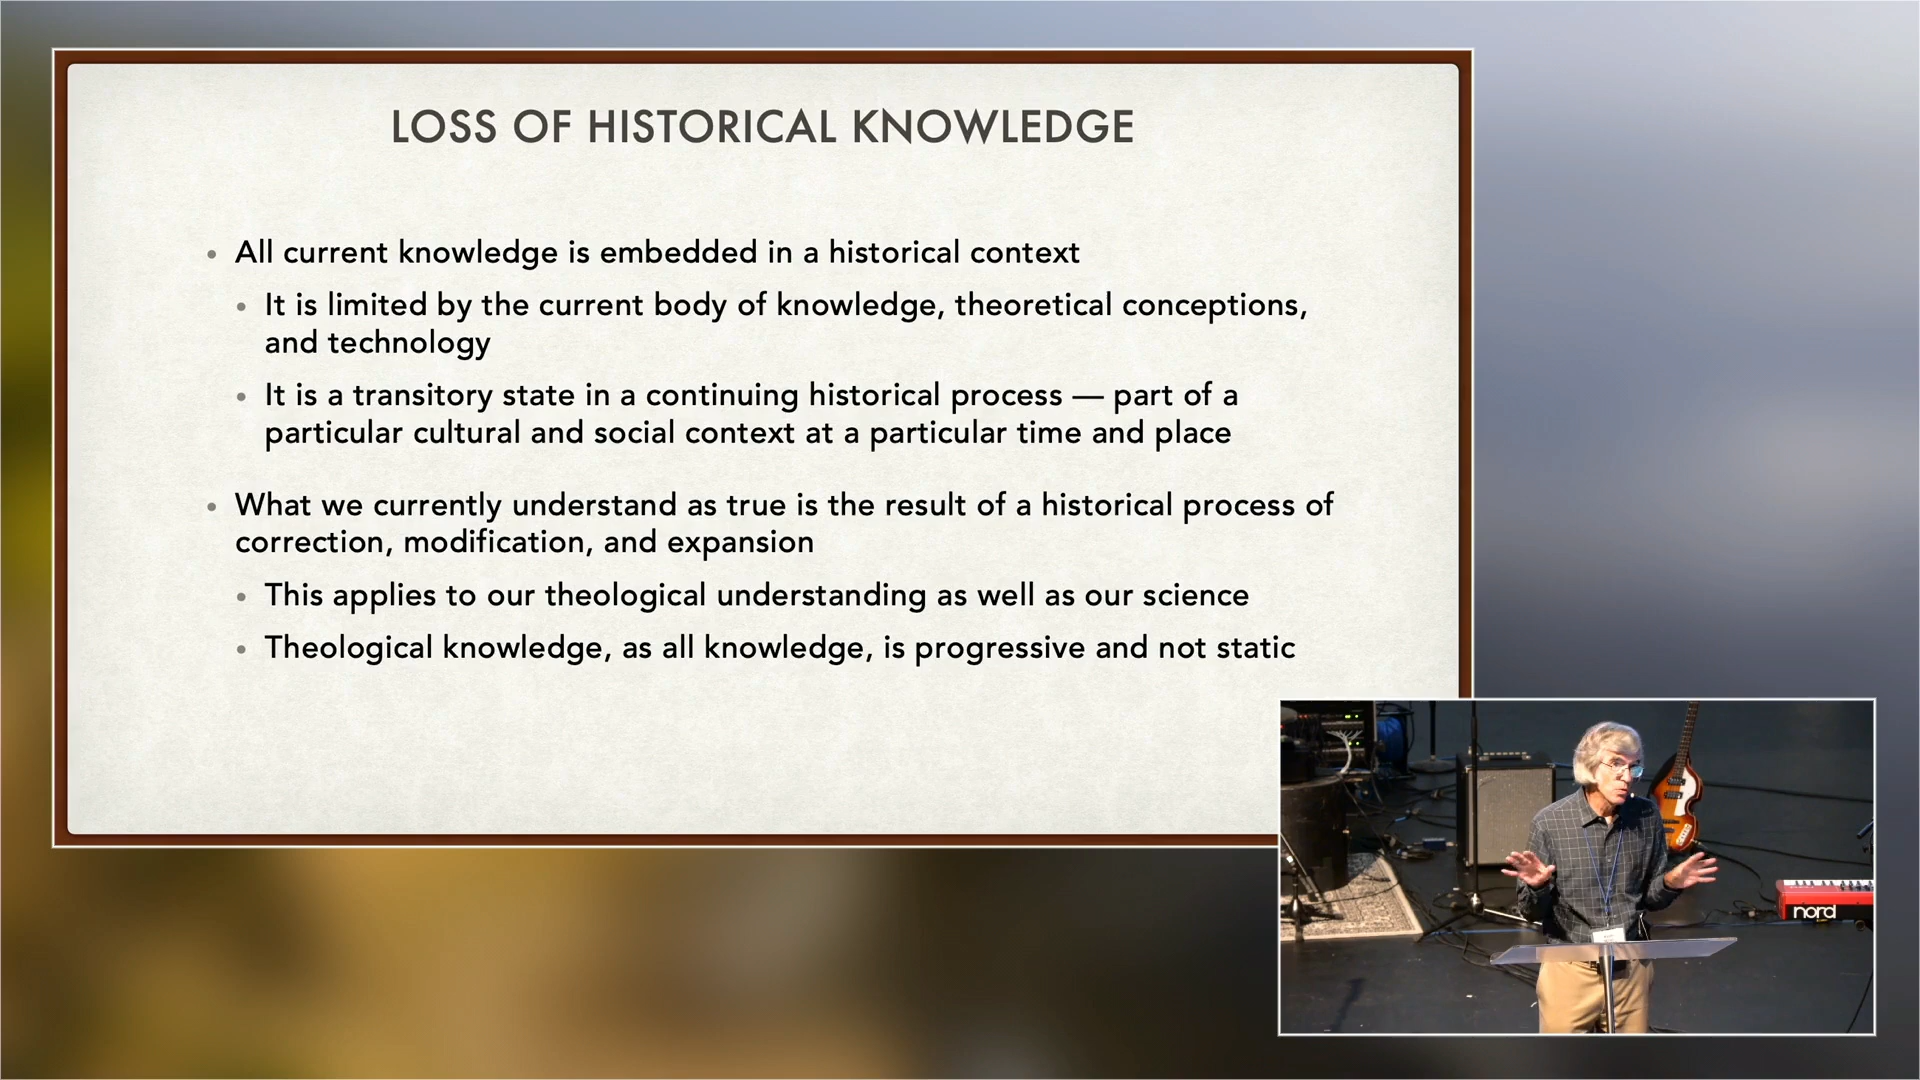 LOSS OF HISTORICAL KNOWLEDGE
• All current knowledge is embedded in a historical context
• It is limited by the current body of knowledge, theoretical conceptions,
and technology
• It is a transitory state in a continuing historical process — part of a
particular cultural and social context at a particular time and place
• What we currently understand as true is the result of a historical process of
correction, modification, and expansion
• This applies to our theological understanding as well as our science
• Theological knowledge, as all knowledge, is progressive and not static
nord